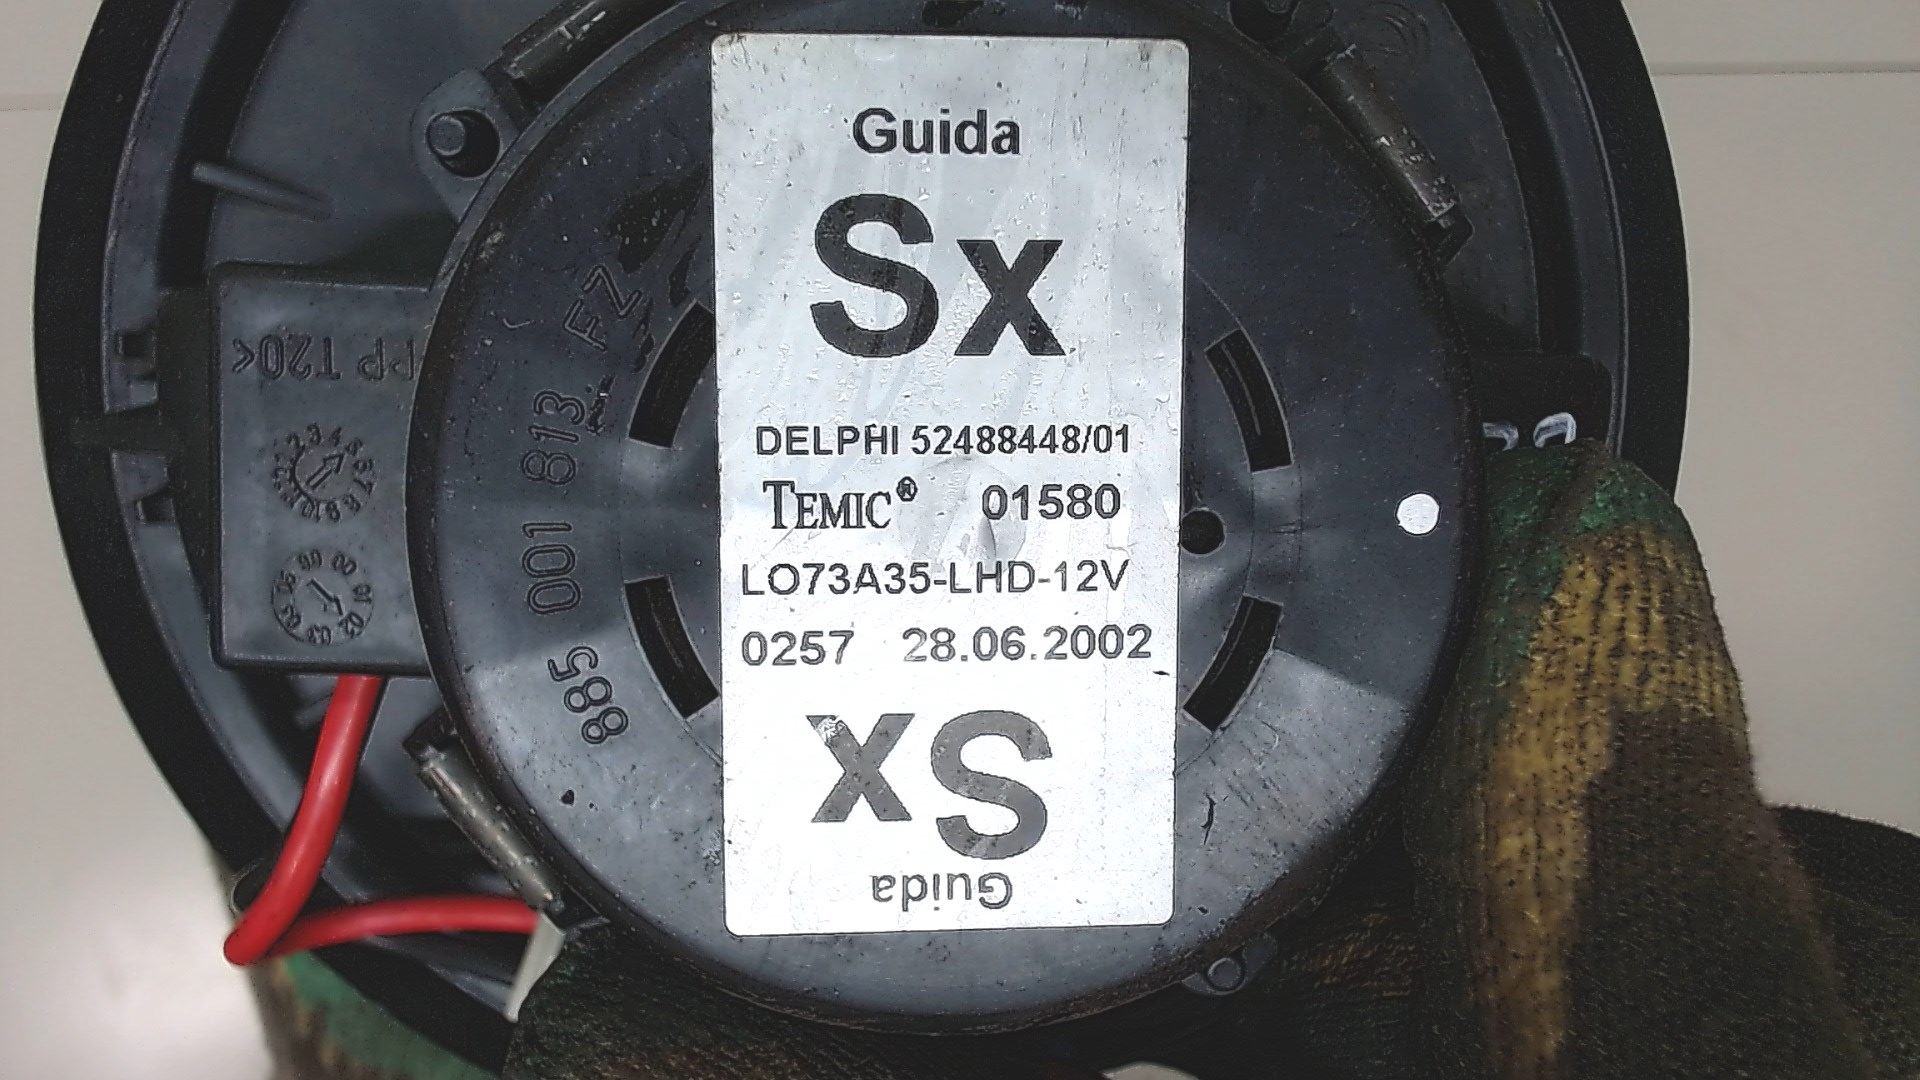 Guida
Sx
DELPHI 52488448/01
TEMIC® 01580
LO73A35-LHD-12V
0257 28.06.2002
Sx
Guida
885 001 813 FZ
PP T20<